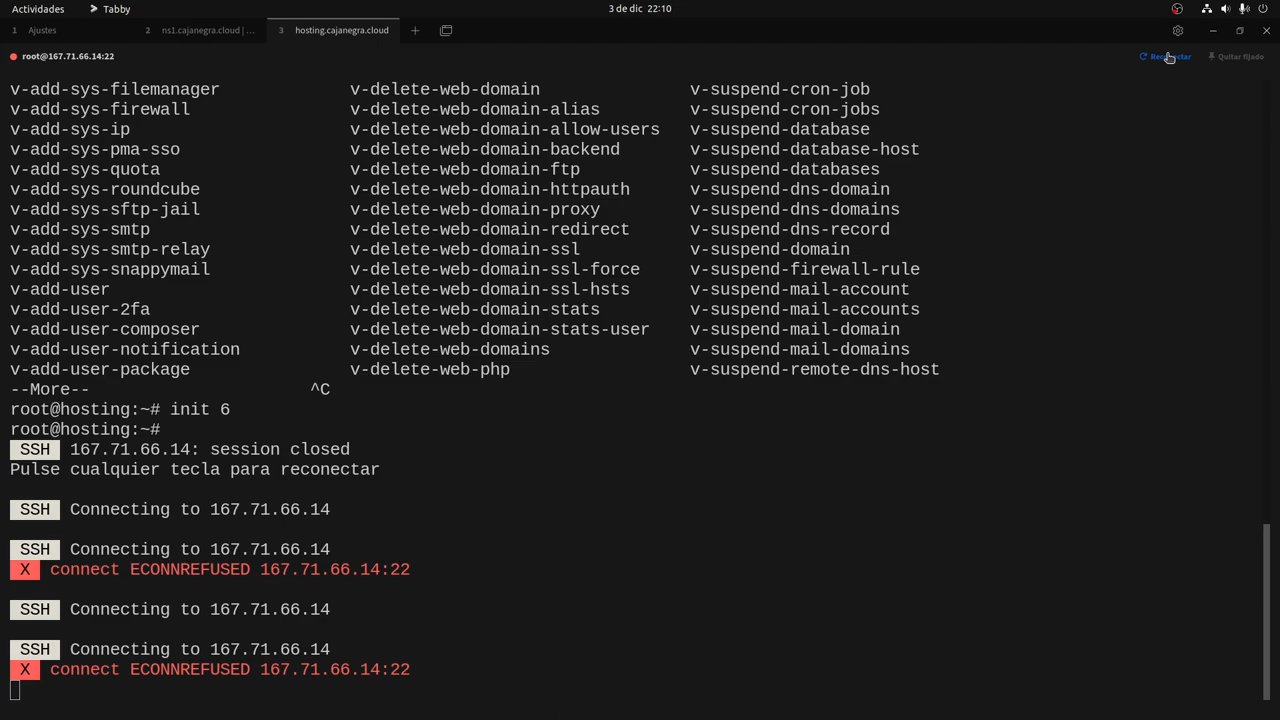 Actividades Tabby 3 de dic 22:10
1 Ajustes 2 ns1.cajanegra.cloud | ... 3 hosting.cajanegra.cloud
root@167.71.66.14:22 Reconectar Quitar fijado
v-add-sys-filemanager v-delete-web-domain v-suspend-cron-job
v-add-sys-firewall v-delete-web-domain-alias v-suspend-cron-jobs
v-add-sys-ip v-delete-web-domain-allow-users v-suspend-database
v-add-sys-pma-sso v-delete-web-domain-backend v-suspend-database-host
v-add-sys-quota v-delete-web-domain-ftp v-suspend-databases
v-add-sys-roundcube v-delete-web-domain-httpauth v-suspend-dns-domain
v-add-sys-sftp-jail v-delete-web-domain-proxy v-suspend-dns-domains
v-add-sys-smtp v-delete-web-domain-redirect v-suspend-dns-record
v-add-sys-smtp-relay v-delete-web-domain-ssl v-suspend-domain
v-add-sys-snappymail v-delete-web-domain-ssl-force v-suspend-firewall-rule
v-add-user v-delete-web-domain-ssl-hsts v-suspend-mail-account
v-add-user-2fa v-delete-web-domain-stats v-suspend-mail-accounts
v-add-user-composer v-delete-web-domain-stats-user v-suspend-mail-domain
v-add-user-notification v-delete-web-domains v-suspend-mail-domains
v-add-user-package v-delete-web-php v-suspend-remote-dns-host
--More-- ^C
root@hosting:~# init 6
root@hosting:~#
SSH 167.71.66.14: session closed
Pulse cualquier tecla para reconectar
SSH Connecting to 167.71.66.14
SSH Connecting to 167.71.66.14
X connect ECONNREFUSED 167.71.66.14:22
SSH Connecting to 167.71.66.14
SSH Connecting to 167.71.66.14
X connect ECONNREFUSED 167.71.66.14:22